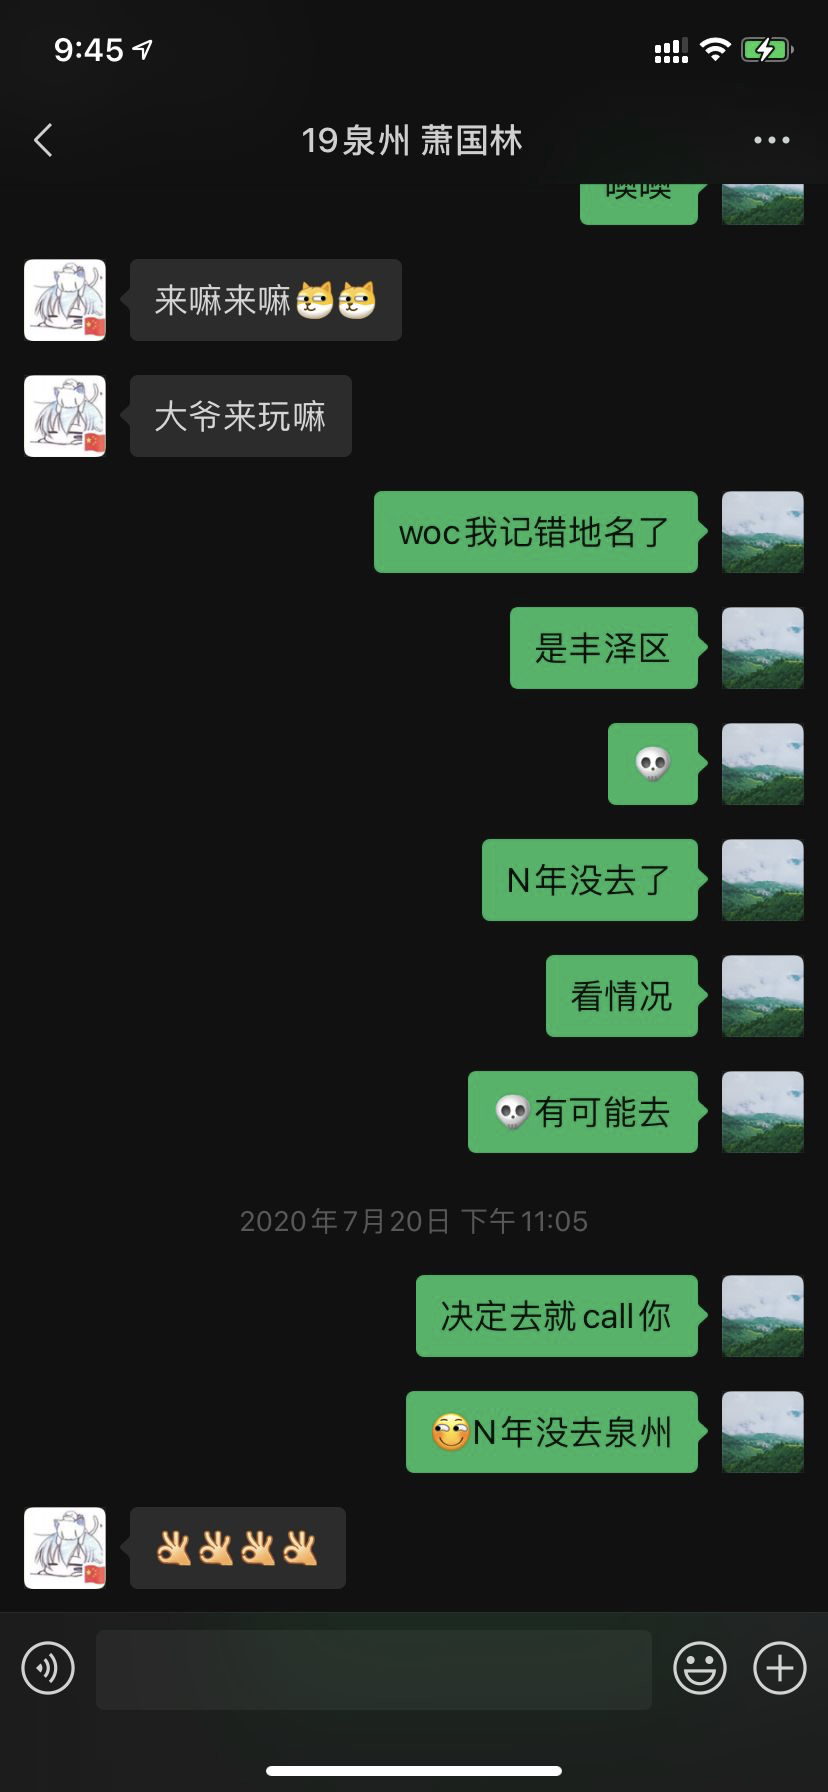 9:45
19泉州 萧国林
噢噢
来嘛来嘛
大爷来玩嘛
woc我记错地名了
是丰泽区
N年没去了
看情况
有可能去
2020年7月20日 下午11:05
决定去就call你
N年没去泉州